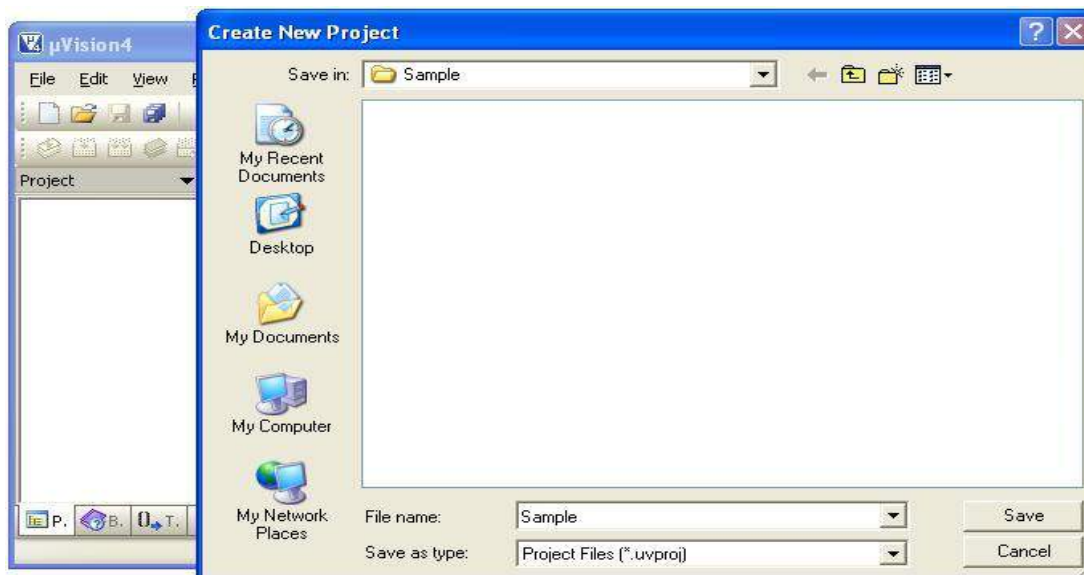 µVision4
File Edit View
Project
P. B. T.
Create New Project
Save in: Sample
My Recent
Documents
Desktop
My Documents
My Computer
My Network
Places
File name: Sample Save
Save as type: Project Files (*.uvproj) Cancel